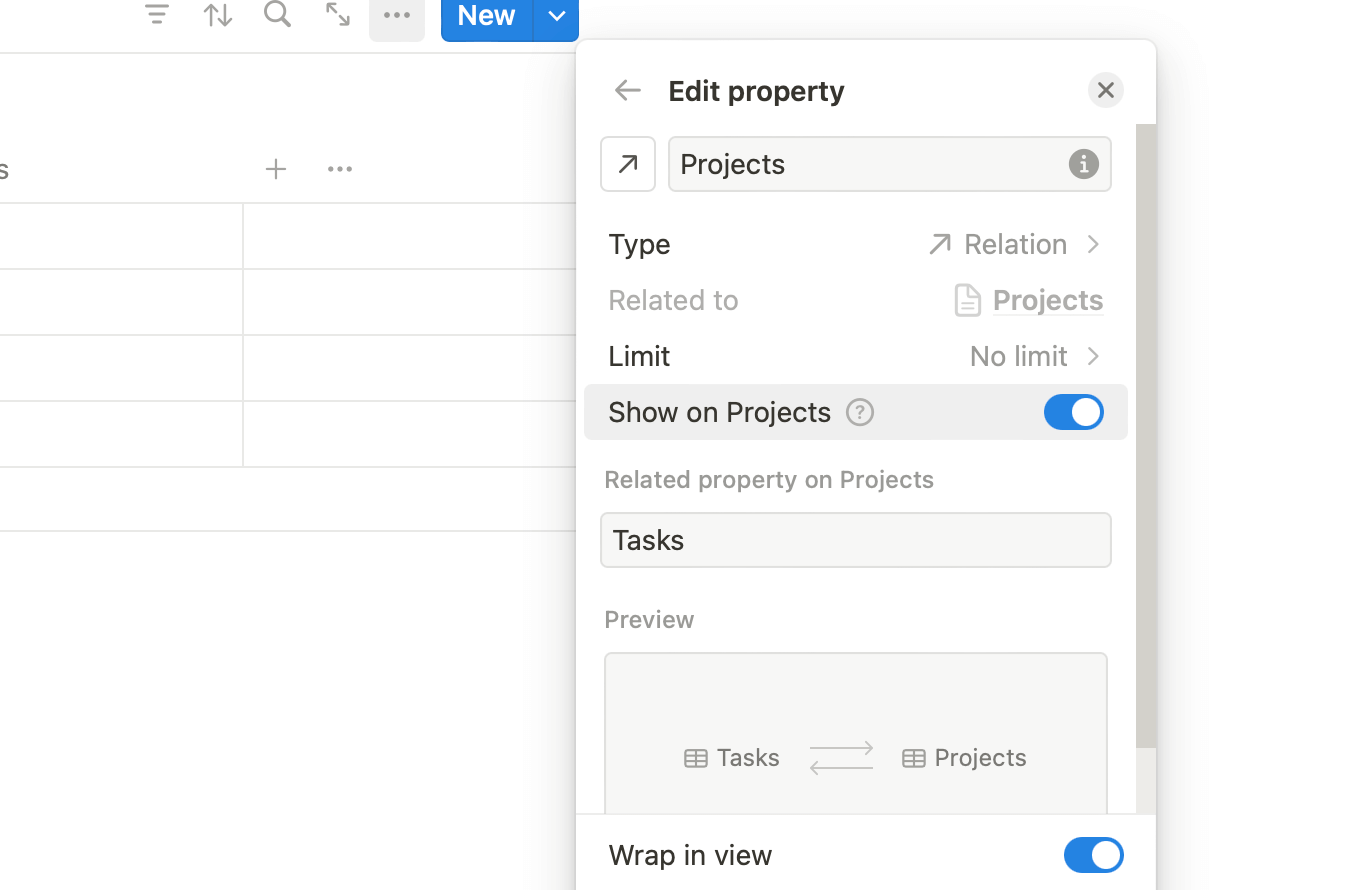 New
Edit property
s
Projects
Type Relation
Related to Projects
Limit No limit
Show on Projects ?
Related property on Projects
Tasks
Preview
Tasks Projects
Wrap in view